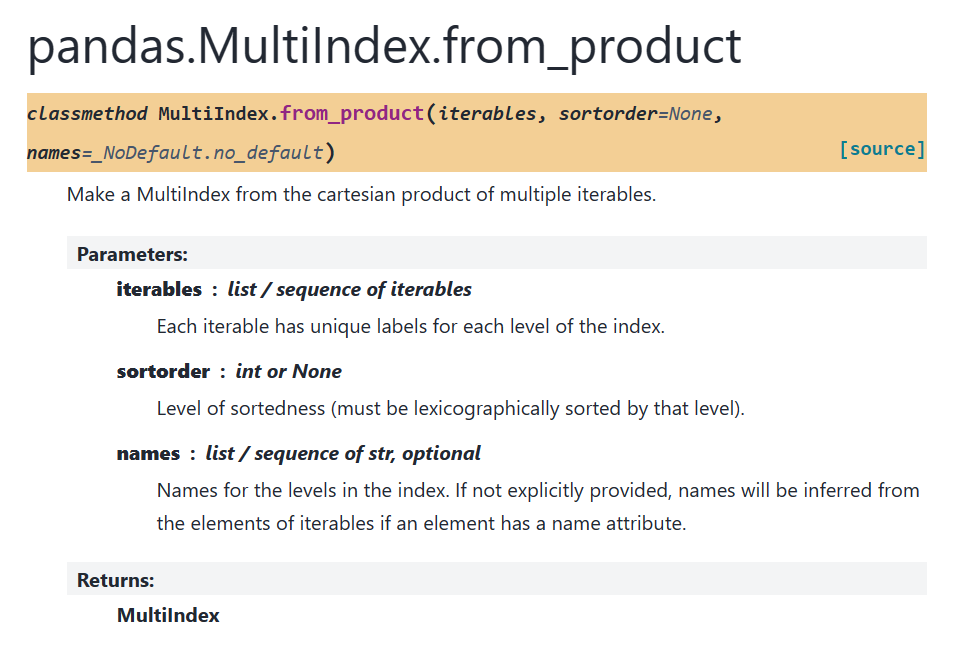 pandas.MultiIndex.from_product
classmethod MultiIndex.from_product(iterables, sortorder=None,
names=_NoDefault.no_default) [source]
Make a MultiIndex from the cartesian product of multiple iterables.
Parameters:
iterables : list / sequence of iterables
Each iterable has unique labels for each level of the index.
sortorder : int or None
Level of sortedness (must be lexicographically sorted by that level).
names : list / sequence of str, optional
Names for the levels in the index. If not explicitly provided, names will be inferred from
the elements of iterables if an element has a name attribute.
Returns:
MultiIndex